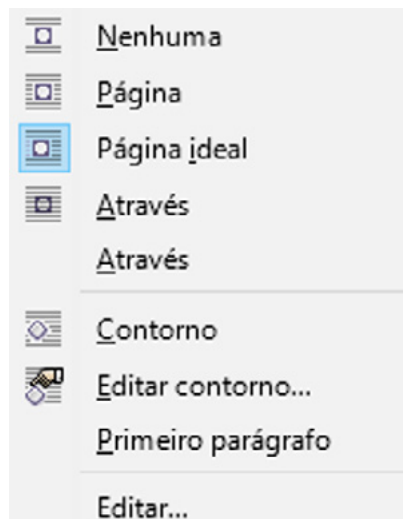 Nenhuma
Página
Página ideal
Através
Através
Contorno
Editar contorno...
Primeiro parágrafo
Editar...